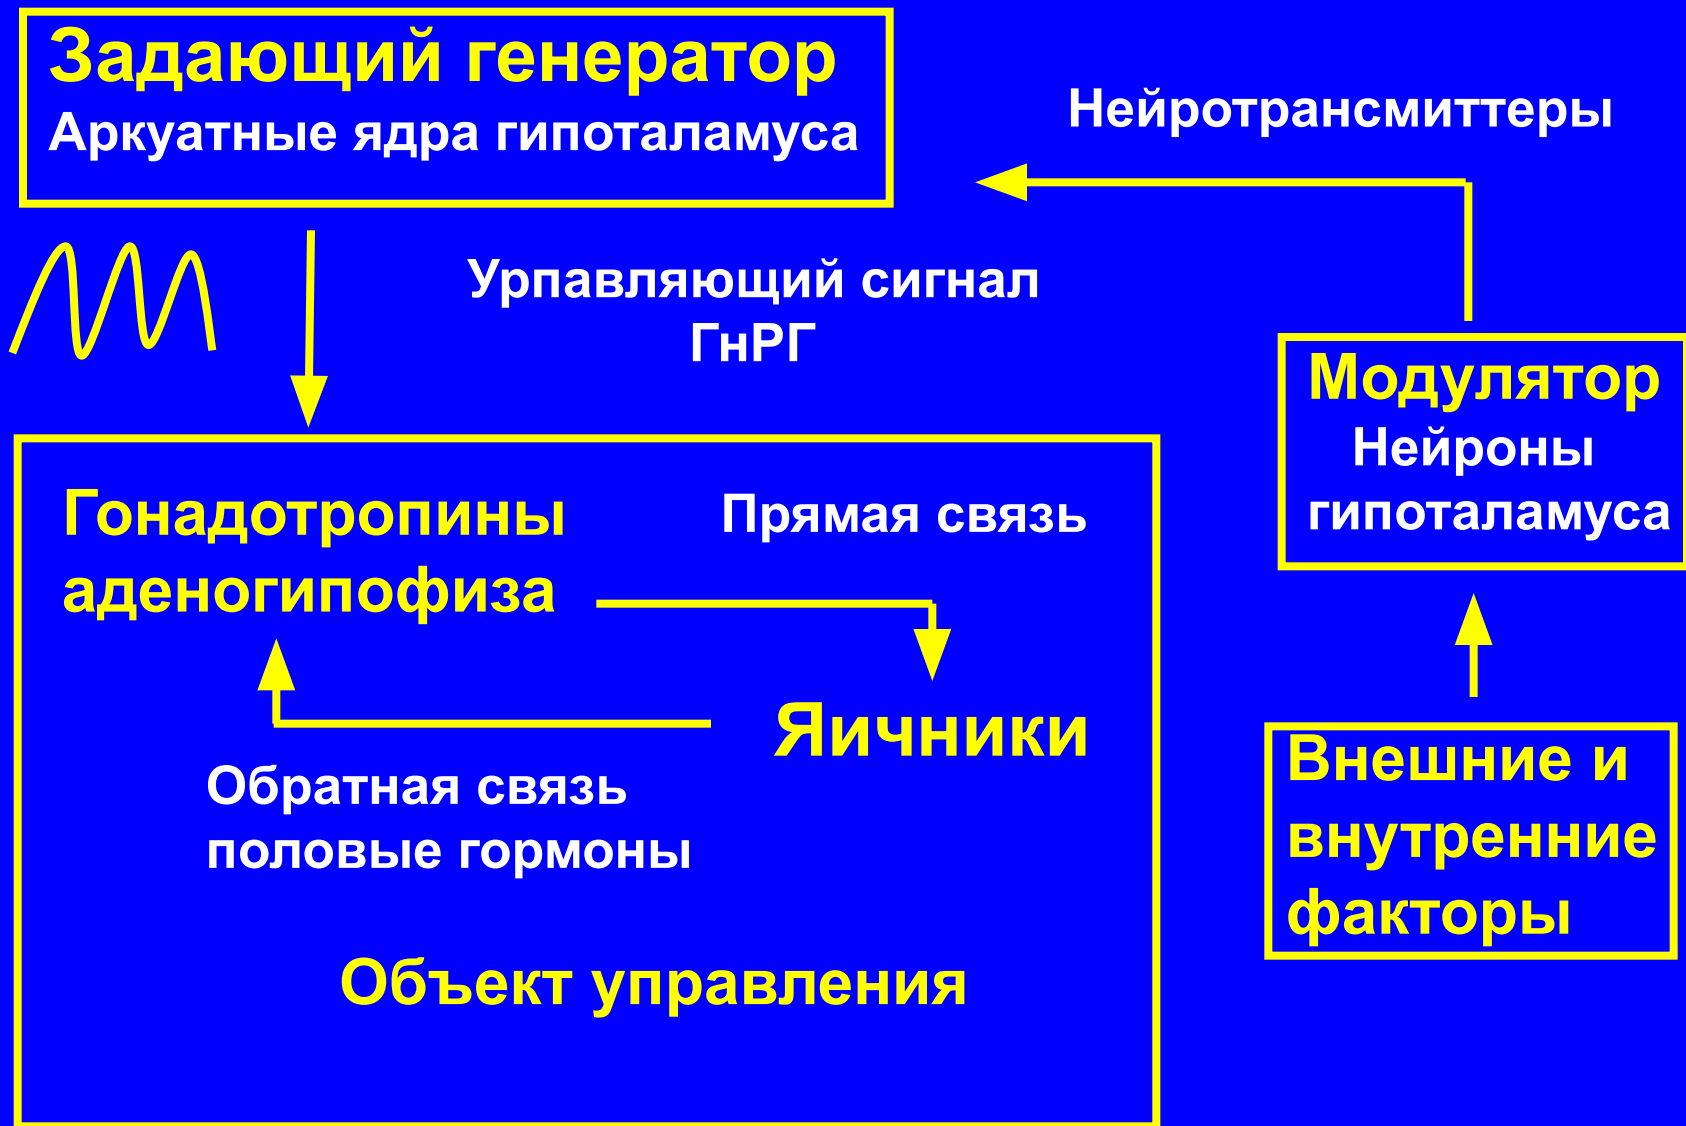 Задающий генератор
Аркуатные ядра гипоталамуса
Нейротрансмиттеры
Урпавляющий сигнал
ГнРГ
Модулятор
Нейроны
гипоталамуса
Гонадотропины
аденогипофиза
Прямая связь
Яичники
Обратная связь
половые гормоны
Объект управления
Внешние и
внутренние
факторы